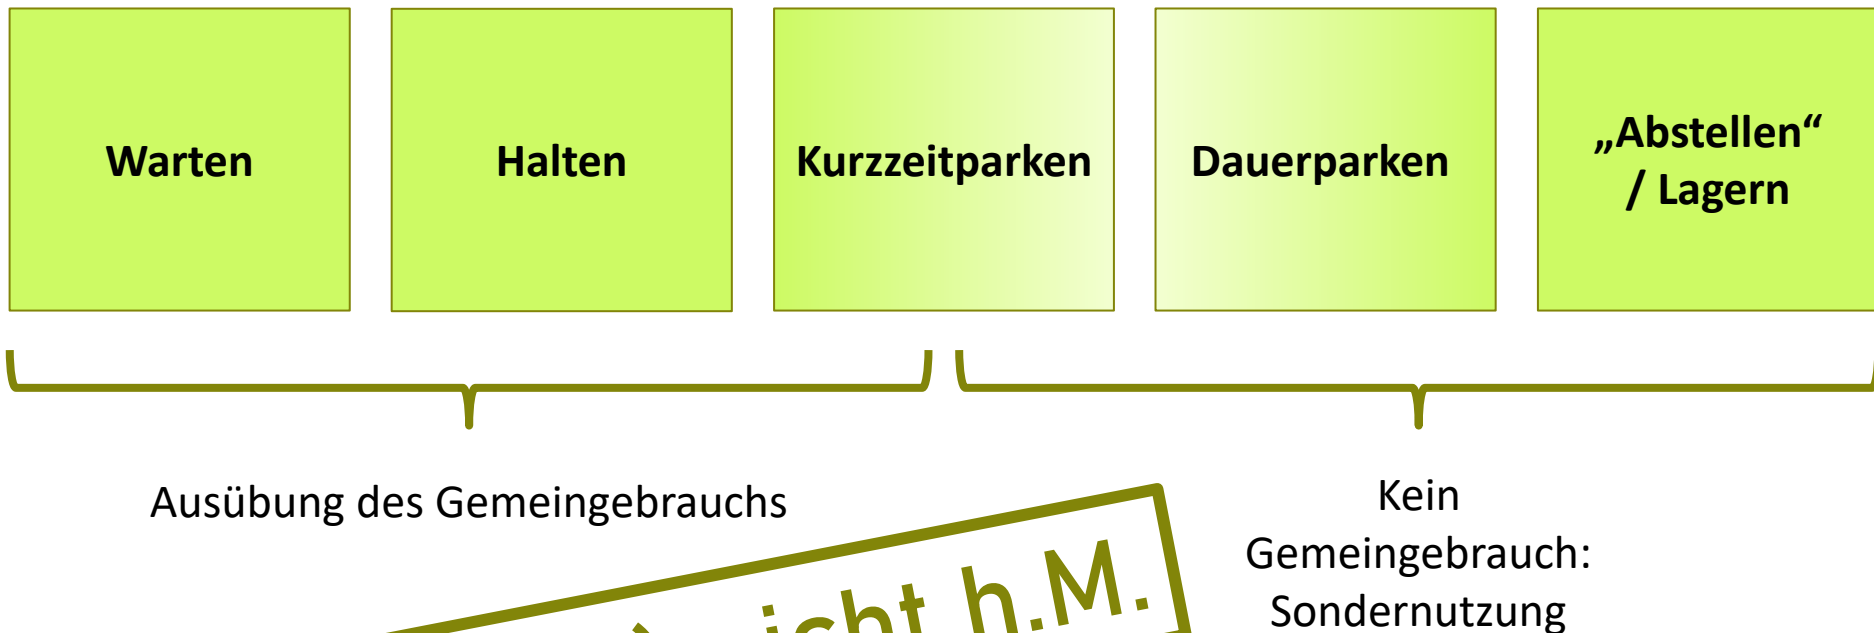 Warten
Halten
Kurzzeitparken
Dauerparken
„Abstellen“
/ Lagern
Ausübung des Gemeingebrauchs
Kein
Gemeingebrauch:
Sondernutzung
h.M.